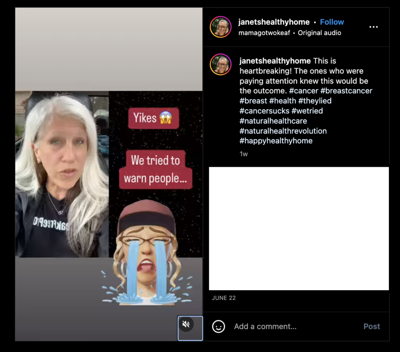 janetshealthyhome • Follow
mamagotwokeaf • Original audio
Yikes 😱
We tried to
warn people...
janetshealthyhome This is
heartbreaking! The ones who were
paying attention knew this would be
the outcome. #cancer #breastcancer
#breast #health #theylied
#cancersucks #wetried
#naturalhealthcare
#naturalhealthrevolution
#happyhealthyhome
1w
JUNE 22
Add a comment...
Post